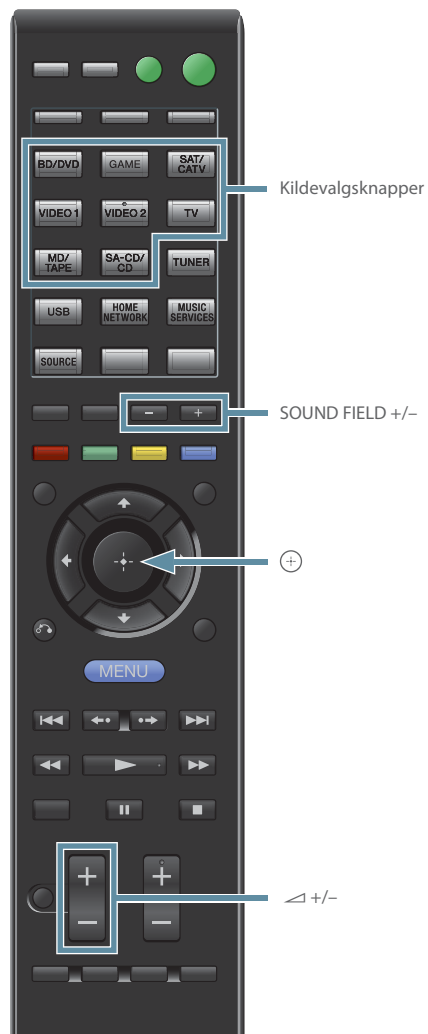 BD/DVD GAME SAT/
CATV
Kildevalgsknapper
VIDEO 1 VIDEO 2 TV
MD/
TAPE
SA-CD/
CD
TUNER
USB
HOME
NETWORK
MUSIC
SERVICES
SOURCE
– +
SOUND FIELD +/–
MENU
+ +
– –
+/–